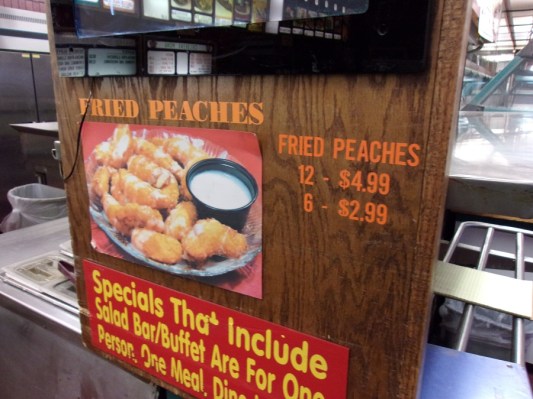 FRIED PEACHES
FRIED PEACHES
12 - $4.99
6 - $2.99
Specials That Include
Salad Bar/Buffet Are For One
Person, One Meal,